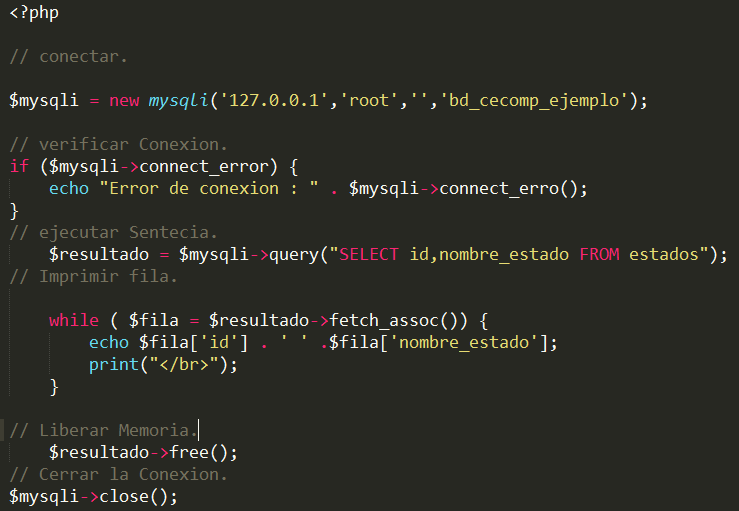 <?php
// conectar.
$mysqli = new mysqli('127.0.0.1','root','','bd_cecomp_ejemplo');
// verificar Conexion.
if ($mysqli->connect_error) {
echo "Error de conexion : " . $mysqli->connect_erro();
}
// ejecutar Sentecia.
$resultado = $mysqli->query("SELECT id,nombre_estado FROM estados");
// Imprimir fila.
while ( $fila = $resultado->fetch_assoc()) {
echo $fila['id'] . ' ' .$fila['nombre_estado'];
print("</br>");
}
// Liberar Memoria.
$resultado->free();
// Cerrar la Conexion.
$mysqli->close();